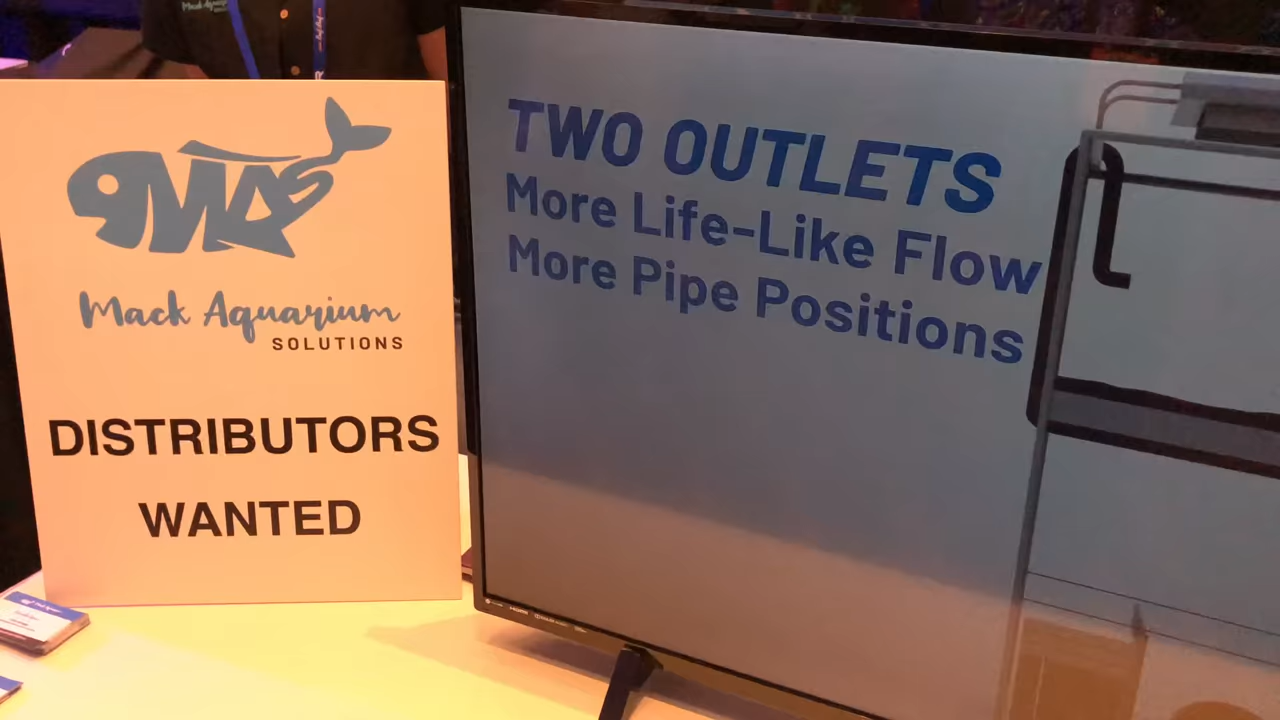 Mack Aquarium
SOLUTIONS
DISTRIBUTORS
WANTED
TWO OUTLETS
More Life-Like Flow
More Pipe Positions